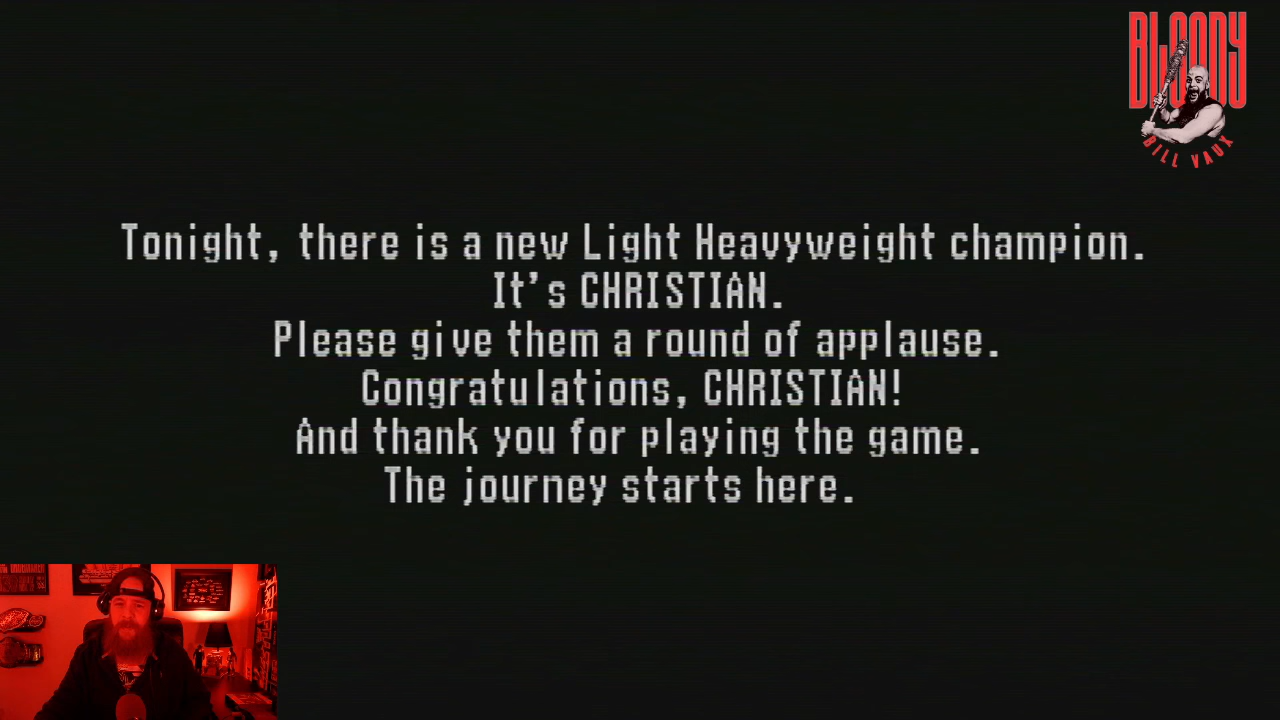 BLOODY
BILL VAUX
Tonight, there is a new Light Heavyweight champion.
It's CHRISTIAN.
Please give them a round of applause.
Congratulations, CHRISTIAN!
And thank you for playing the game.
The journey starts here.